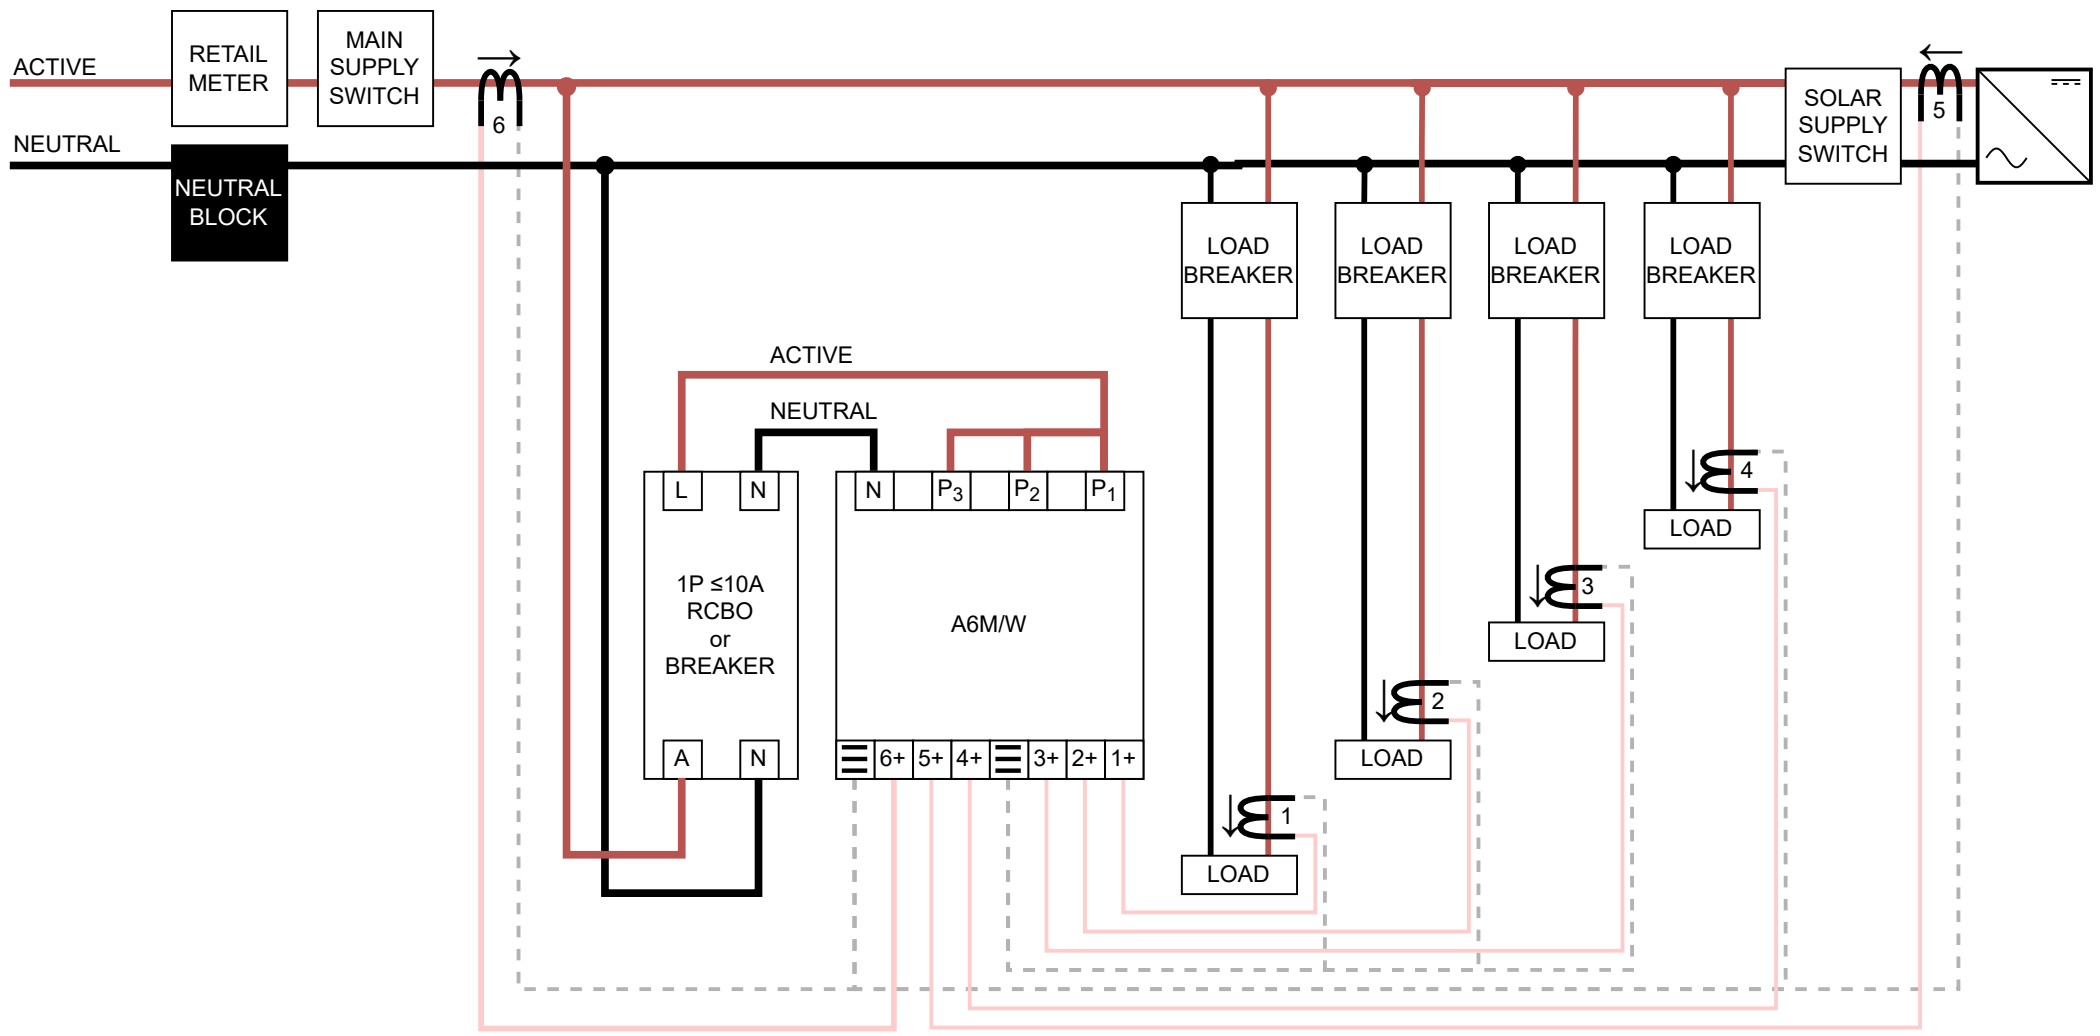 ACTIVE
RETAIL
METER
MAIN
SUPPLY
SWITCH
6
SOLAR
SUPPLY
SWITCH
5
NEUTRAL
NEUTRAL
BLOCK
LOAD
BREAKER
LOAD
BREAKER
LOAD
BREAKER
LOAD
BREAKER
ACTIVE
NEUTRAL
L
N
1P ≤10A
RCBO
or
BREAKER
A
N
N
P3
P2
P1
A6M/W
6+
5+
4+
3+
2+
1+
4
LOAD
3
LOAD
2
LOAD
1
LOAD